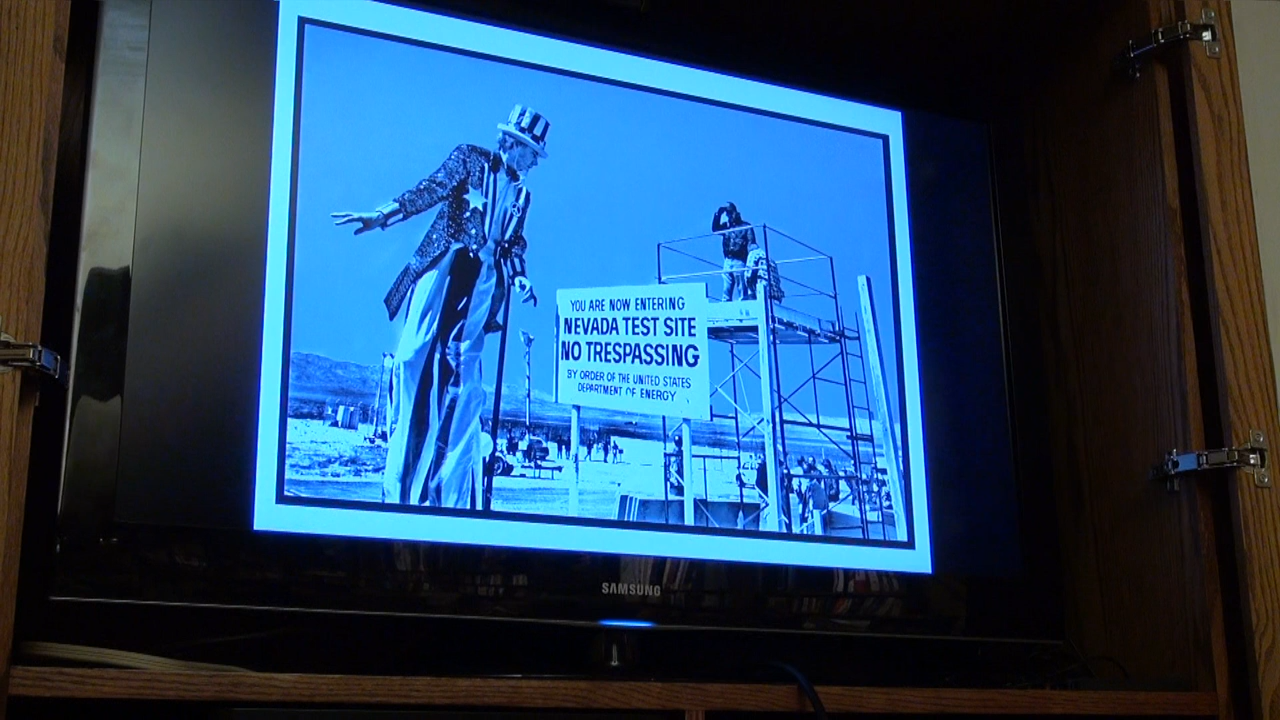 YOU ARE NOW ENTERING
NEVADA TEST SITE
NO TRESPASSING
BY ORDER OF THE UNITED STATES
DEPARTMENT OF ENERGY
SAMSUNG